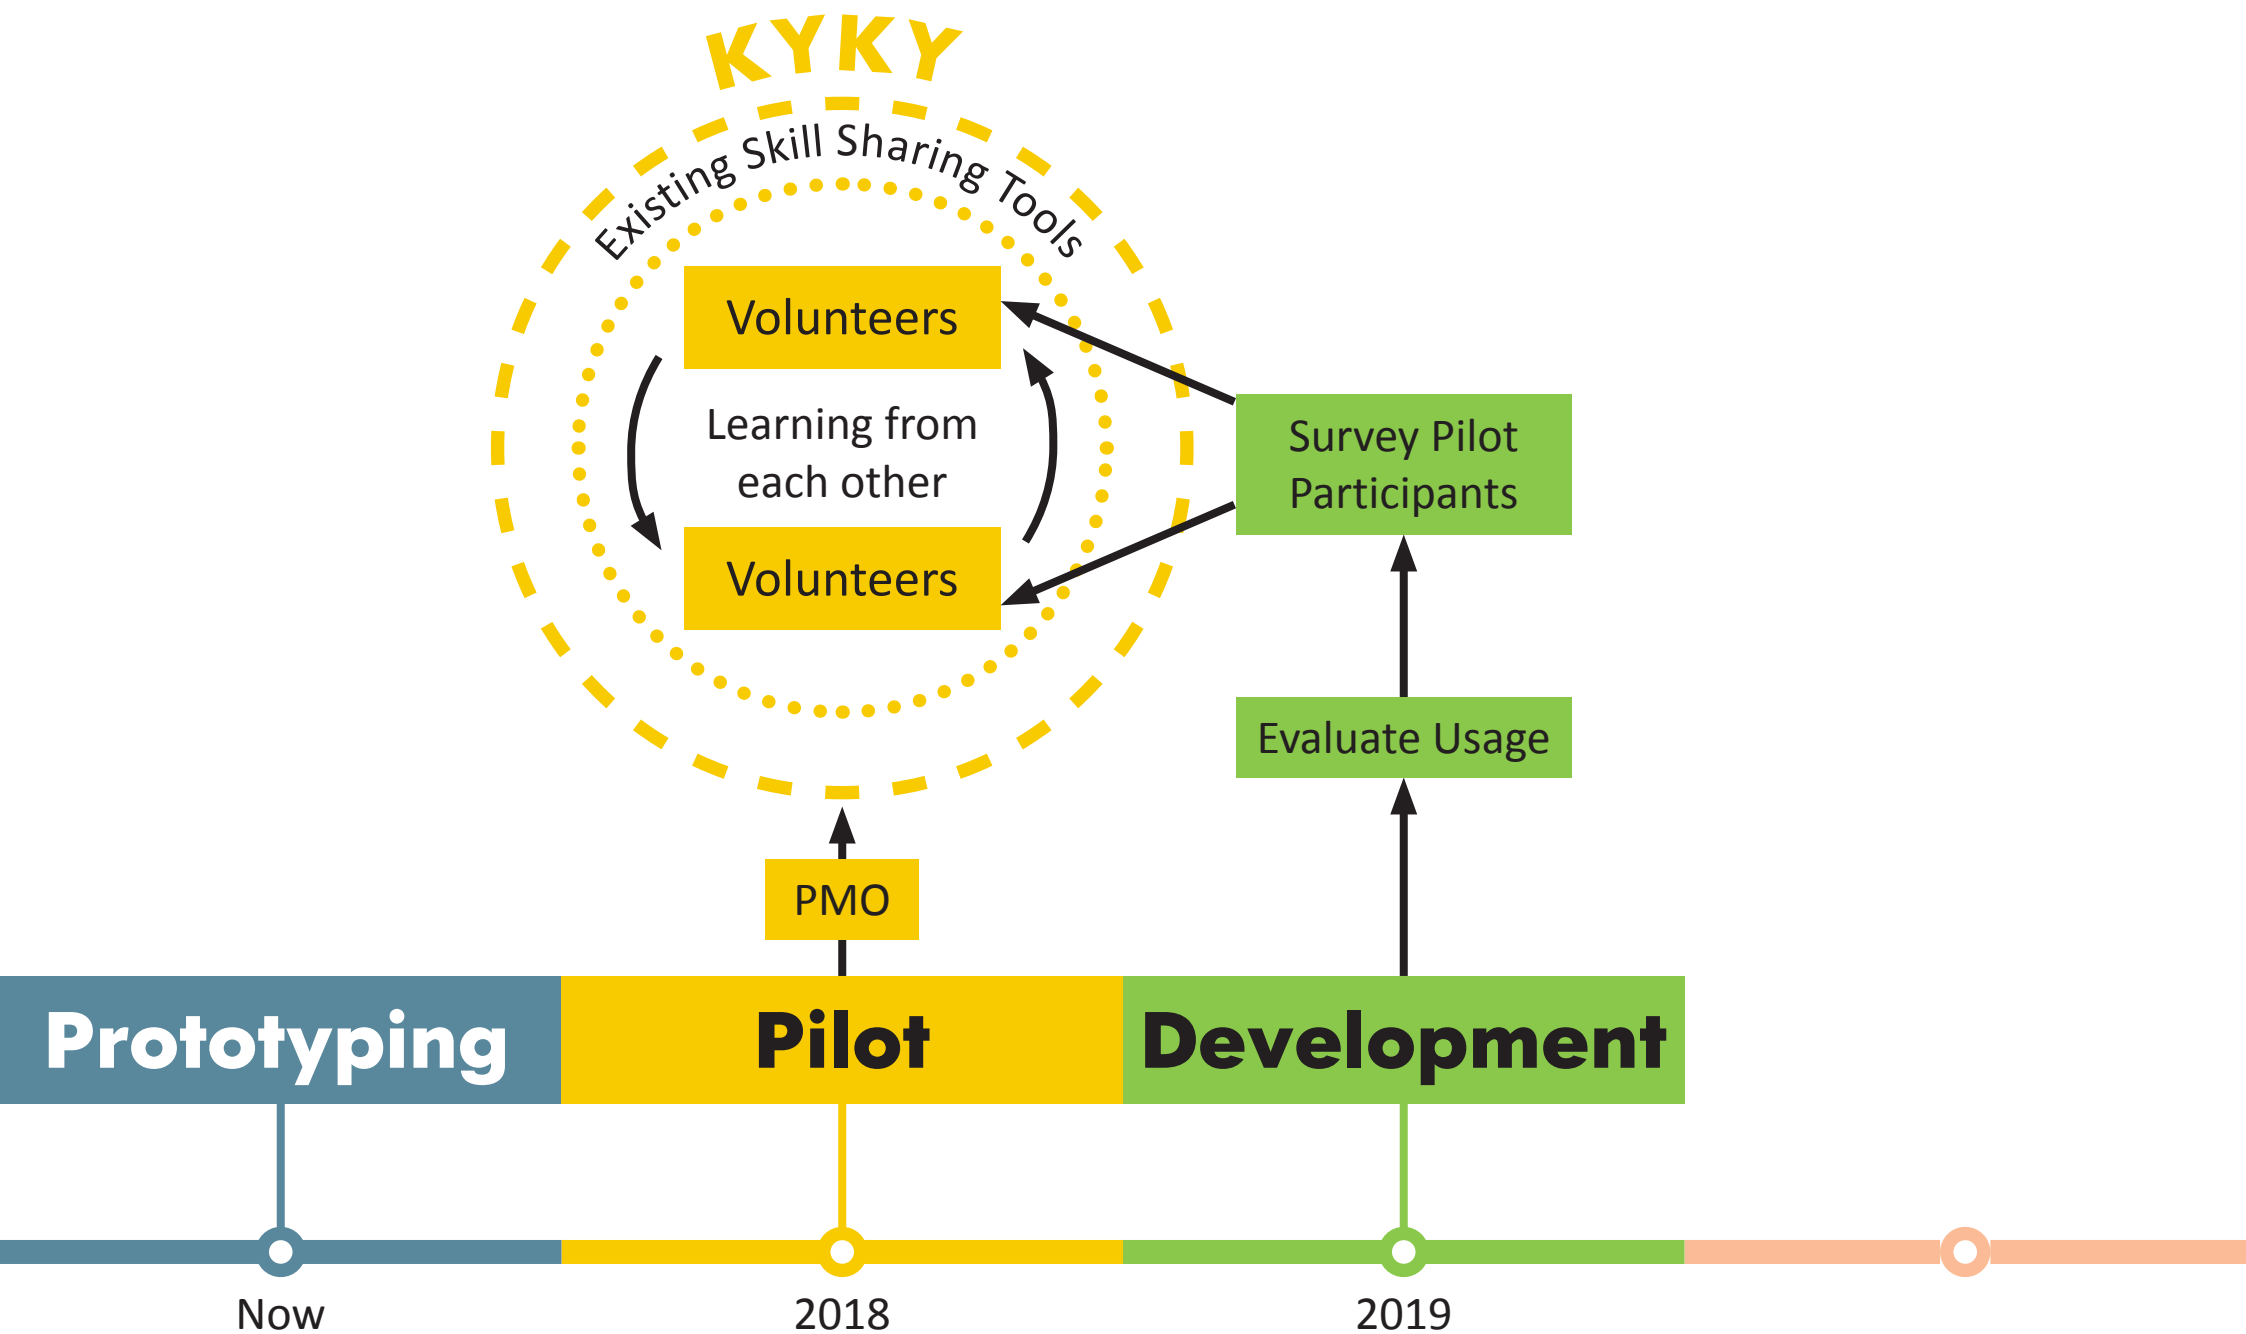 KYKY
Existing Skill Sharing Tools
Volunteers
Learning from
each other
Volunteers
Survey Pilot
Participants
Evaluate Usage
PMO
Prototyping
Pilot
Development
Now
2018
2019